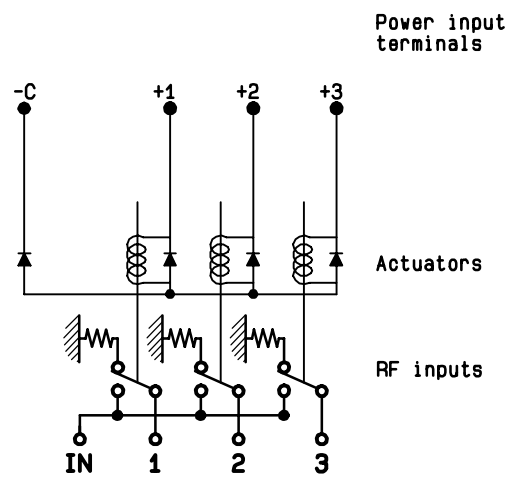 Power input
terminals
-C +1 +2 +3
Actuators
RF inputs
IN 1 2 3